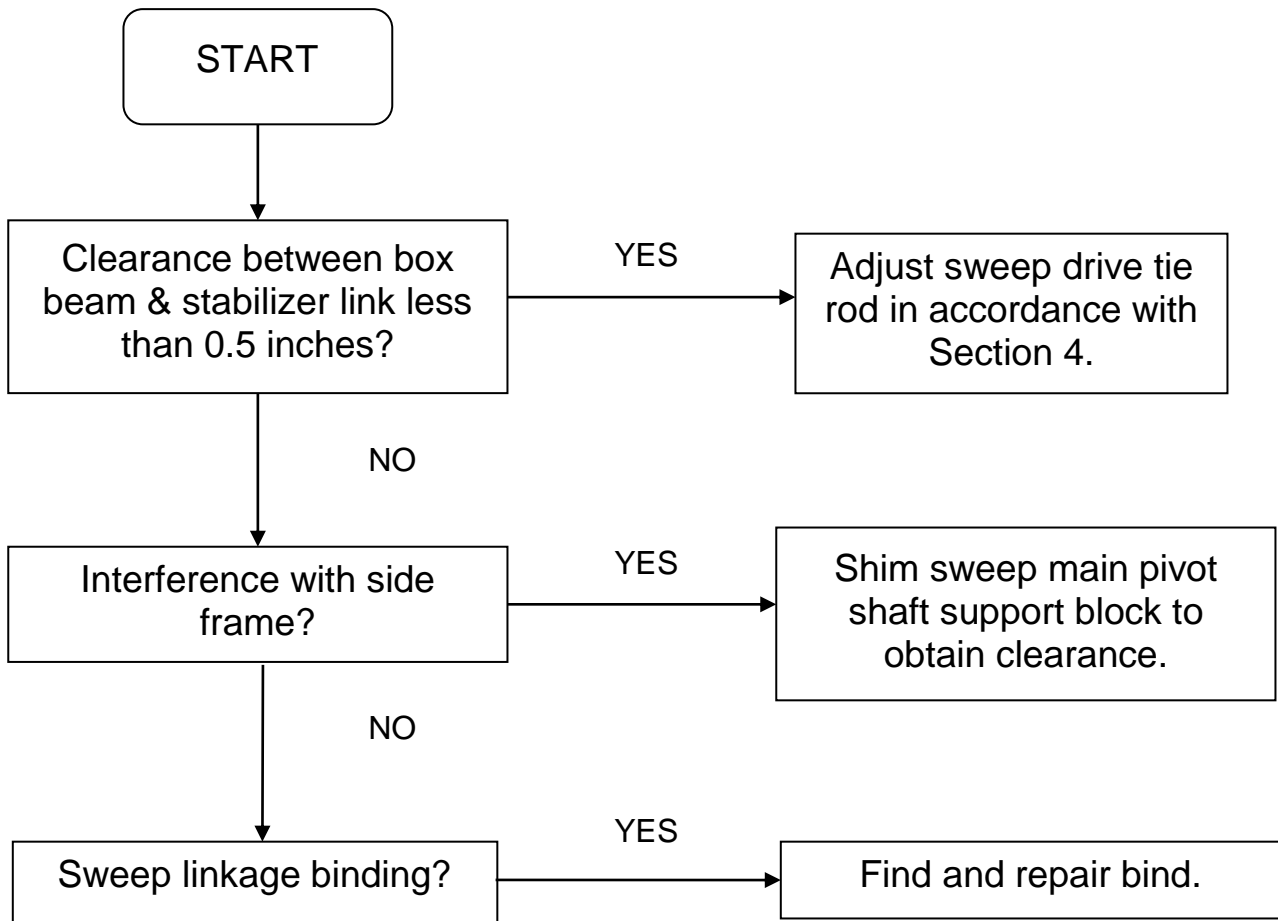 START
Clearance between box
beam & stabilizer link less
than 0.5 inches?
YES
Adjust sweep drive tie
rod in accordance with
Section 4.
NO
Interference with side
frame?
YES
Shim sweep main pivot
shaft support block to
obtain clearance.
NO
Sweep linkage binding?
YES
Find and repair bind.